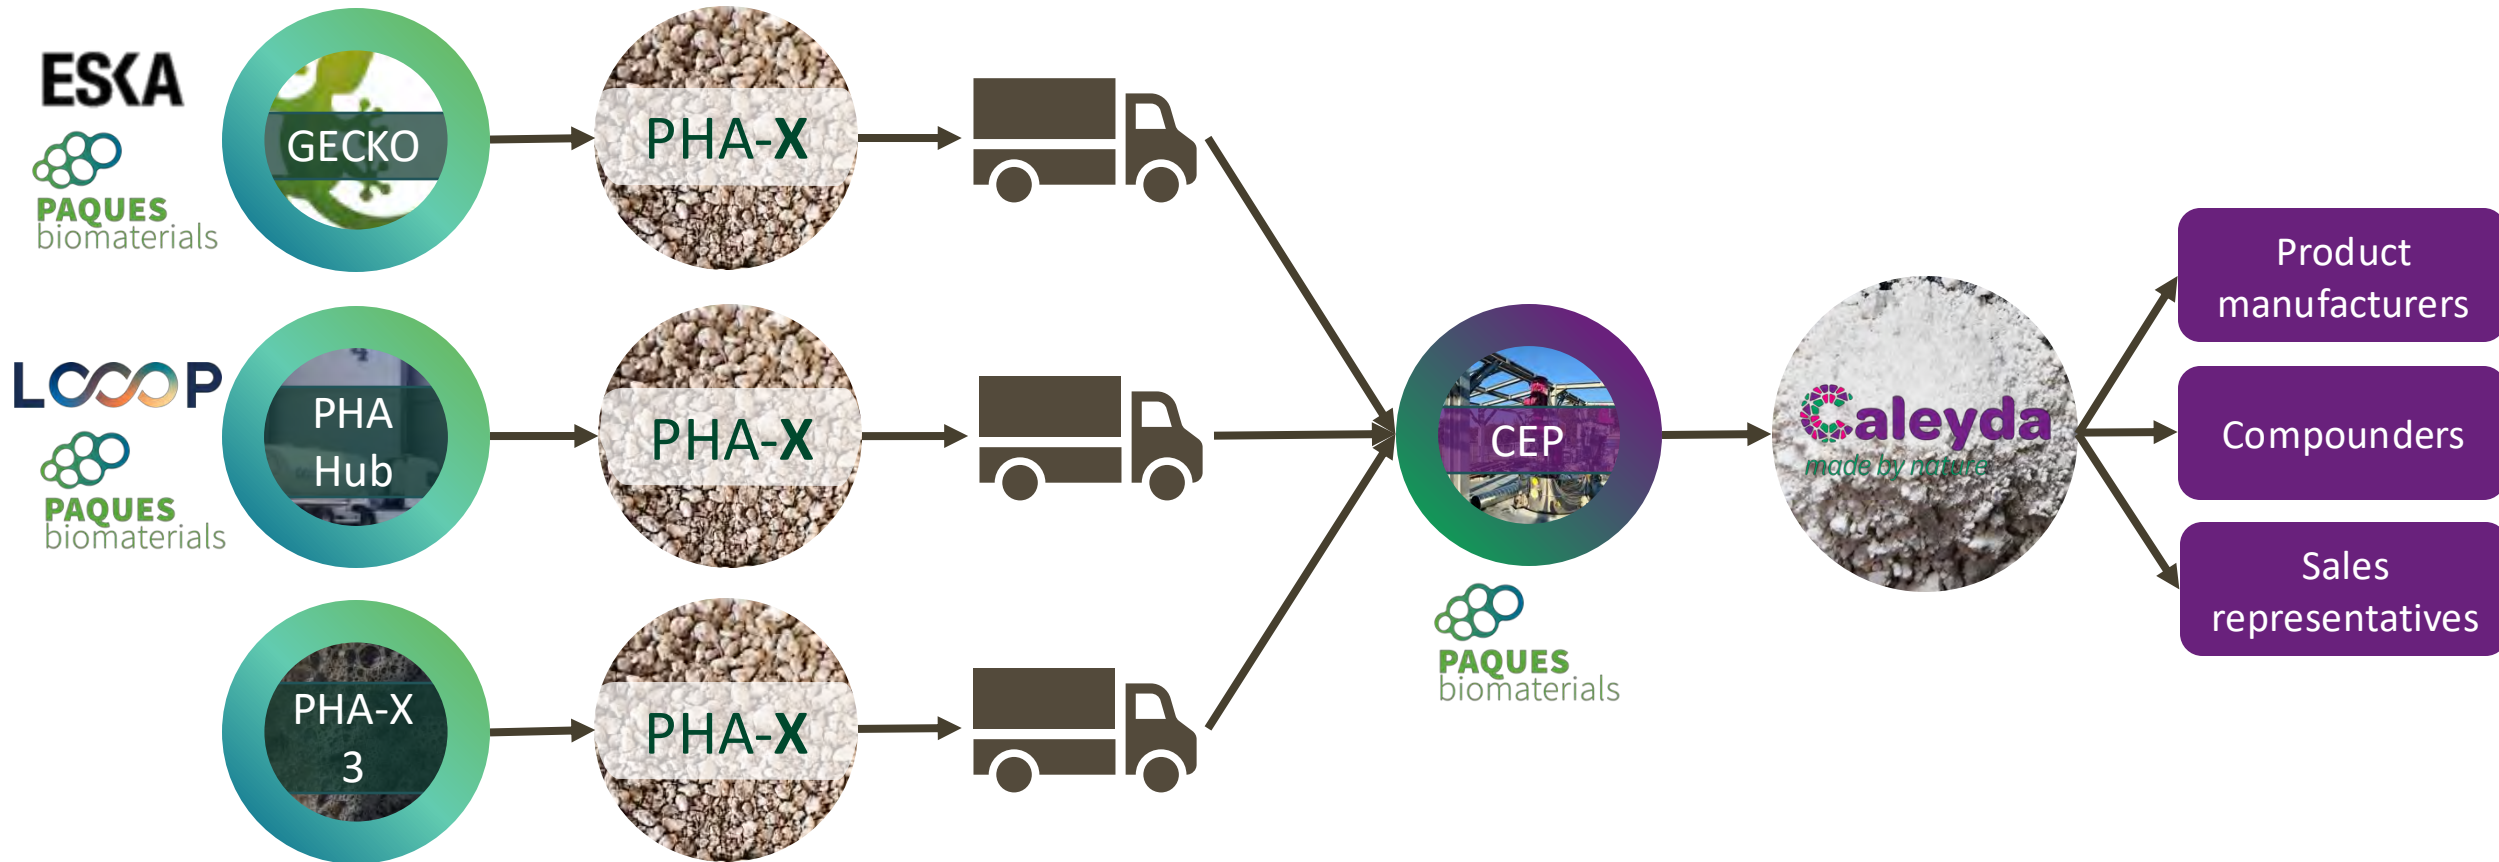 ESKA
PAQUES
biomaterials
GECKO
PHA-X
LOOOP
PAQUES
biomaterials
PHA
Hub
PHA-X
PHA-X
3
PHA-X
CEP
PAQUES
biomaterials
Caleyda
made by nature
Product
manufacturers
Compounders
Sales
representatives